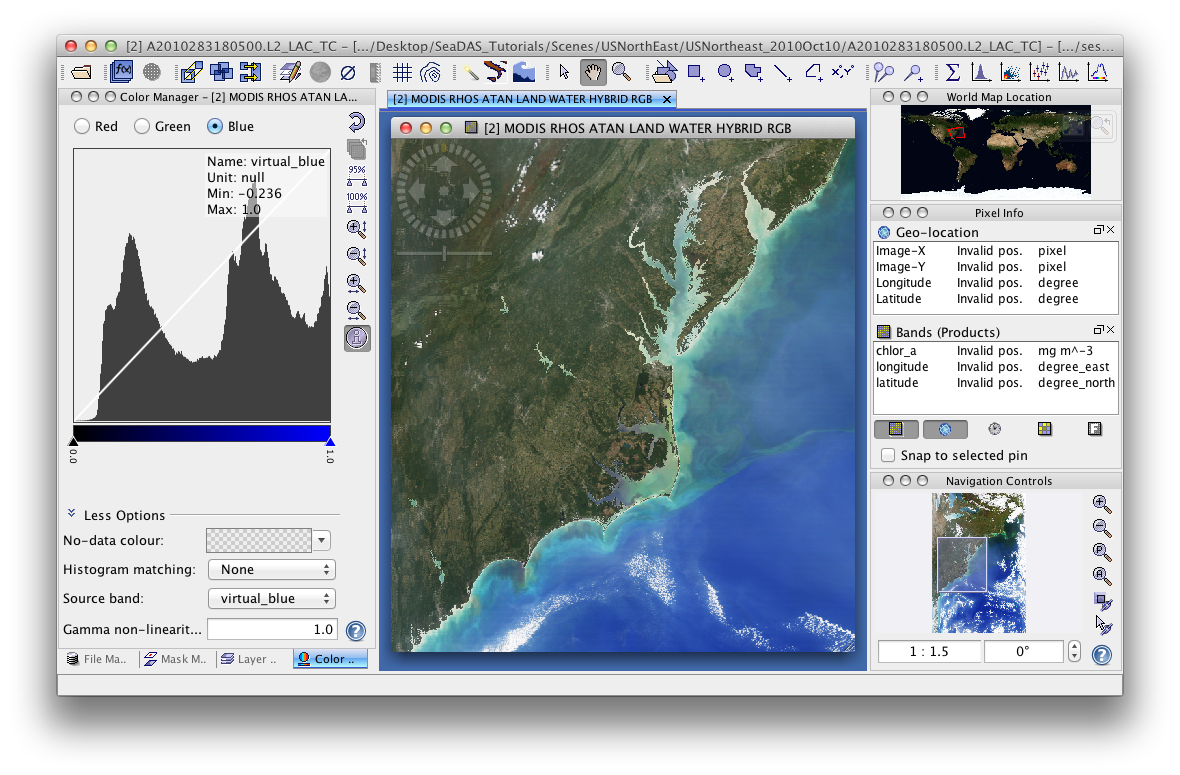 [2] A2010283180500.L2_LAC_TC – [.../Desktop/SeaDAS_Tutorials/Scenes/USNorthEast/USNortheast_2010Oct10/A2010283180500.L2_LAC_TC] – [.../ses...
f(x)
Color Manager – [2] MODIS RHOS ATAN LA...
Red
Green
Blue
Name: virtual_blue
Unit: null
Min: -0.236
Max: 1.0
95%
100%
0.0
1.0
Less Options
No-data colour:
Histogram matching:
None
Source band:
virtual_blue
Gamma non-linearit...
1.0
File Ma..
Mask M..
Layer ..
Color ..
[2] MODIS RHOS ATAN LAND WATER HYBRID RGB
[2] MODIS RHOS ATAN LAND WATER HYBRID RGB
World Map Location
Pixel Info
Geo-location
Image-X Invalid pos. pixel
Image-Y Invalid pos. pixel
Longitude Invalid pos. degree
Latitude Invalid pos. degree
Bands (Products)
chlor_a Invalid pos. mg m^-3
longitude Invalid pos. degree_east
latitude Invalid pos. degree_north
Snap to selected pin
Navigation Controls
1 : 1.5
0°